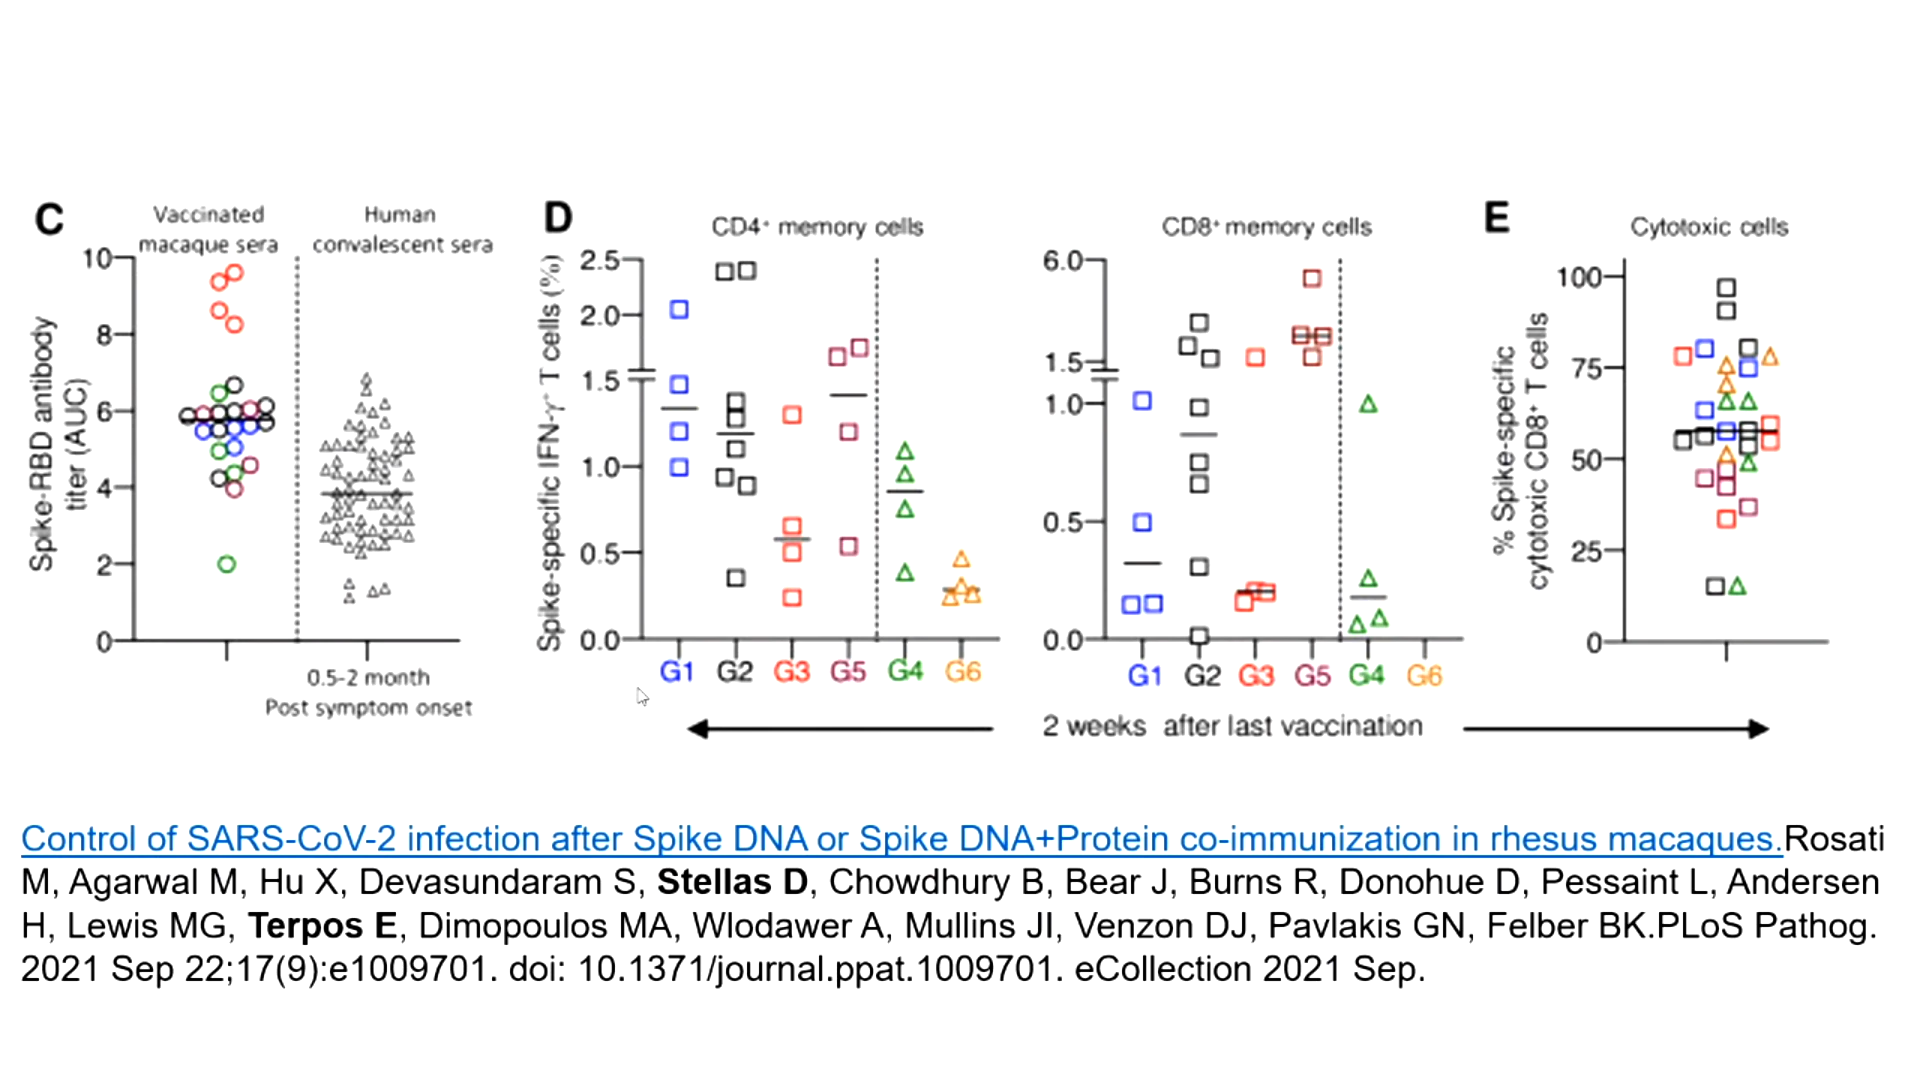 C
Vaccinated
macaque sera
Human
convalescent sera
Spike-RBD antibody
titer (AUC)
10
8
6
4
2
0
0.5-2 month
Post symptom onset
D
CD4⁺ memory cells
Spike-specific IFN-γ⁺ T cells (%)
2.5
2.0
1.5
1.0
0.5
0.0
G1 G2 G3 G5 G4 G6
CD8⁺ memory cells
6.0
1.5
1.0
0.5
0.0
G1 G2 G3 G5 G4 G6
2 weeks after last vaccination
E
Cytotoxic cells
% Spike-specific
cytotoxic CD8⁺ T cells
100
75
50
25
0
Control of SARS-CoV-2 infection after Spike DNA or Spike DNA+Protein co-immunization in rhesus macaques.Rosati
M, Agarwal M, Hu X, Devasundaram S, Stellas D, Chowdhury B, Bear J, Burns R, Donohue D, Pessaint L, Andersen
H, Lewis MG, Terpos E, Dimopoulos MA, Wlodawer A, Mullins JI, Venzon DJ, Pavlakis GN, Felber BK.PLoS Pathog.
2021 Sep 22;17(9):e1009701. doi: 10.1371/journal.ppat.1009701. eCollection 2021 Sep.